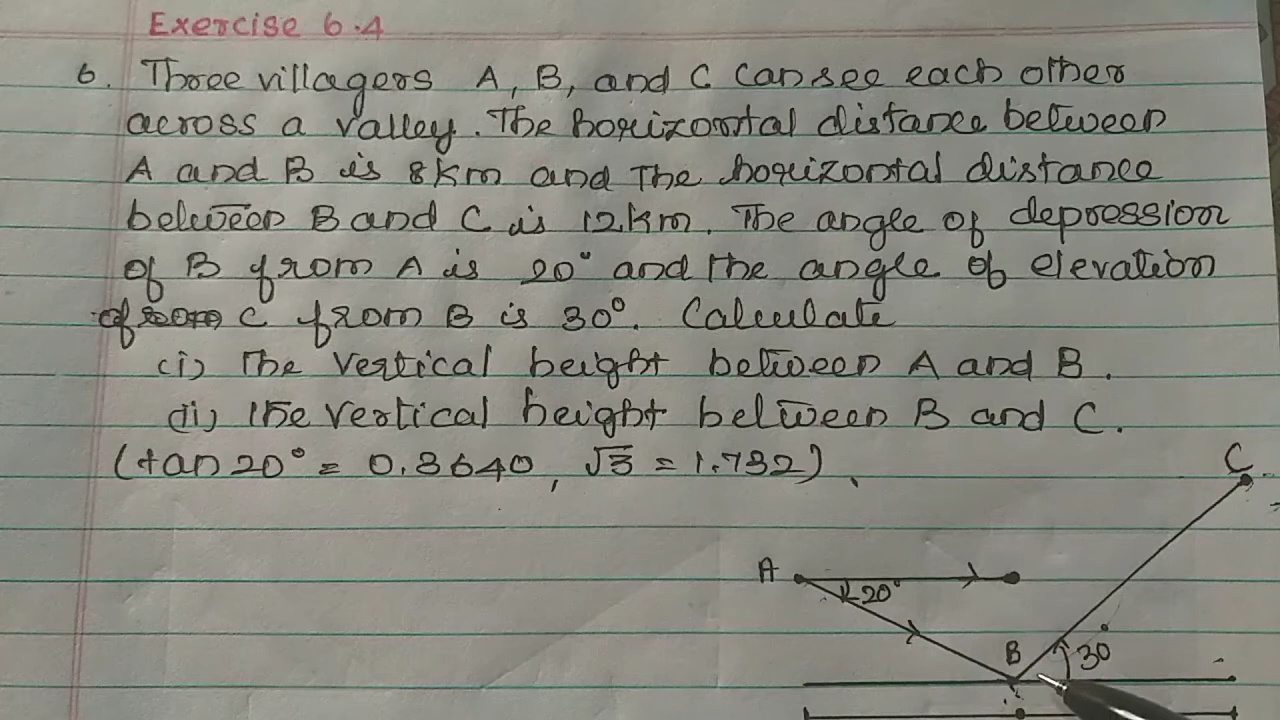 Exercise 6.4
6. Three villagers A, B, and C can see each other
across a valley. The horizontal distance between
A and B is 8km and The horizontal distance
between B and C is 12km. The angle of depression
of B from A is 20° and the angle of elevation
of C from B is 30°. Calculate
(i) The vertical height between A and B.
(ii) The vertical height between B and C.
(tan 20° = 0.3640, √3 = 1.732)
C
A
20°
B
30°